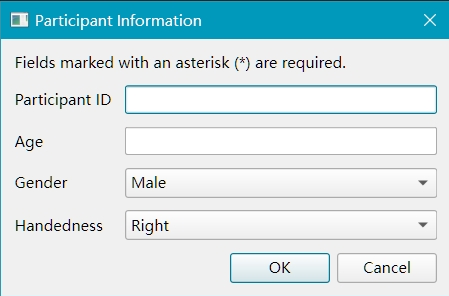 Participant Information
Fields marked with an asterisk (*) are required.
Participant ID
Age
Gender Male
Handedness Right
OK Cancel